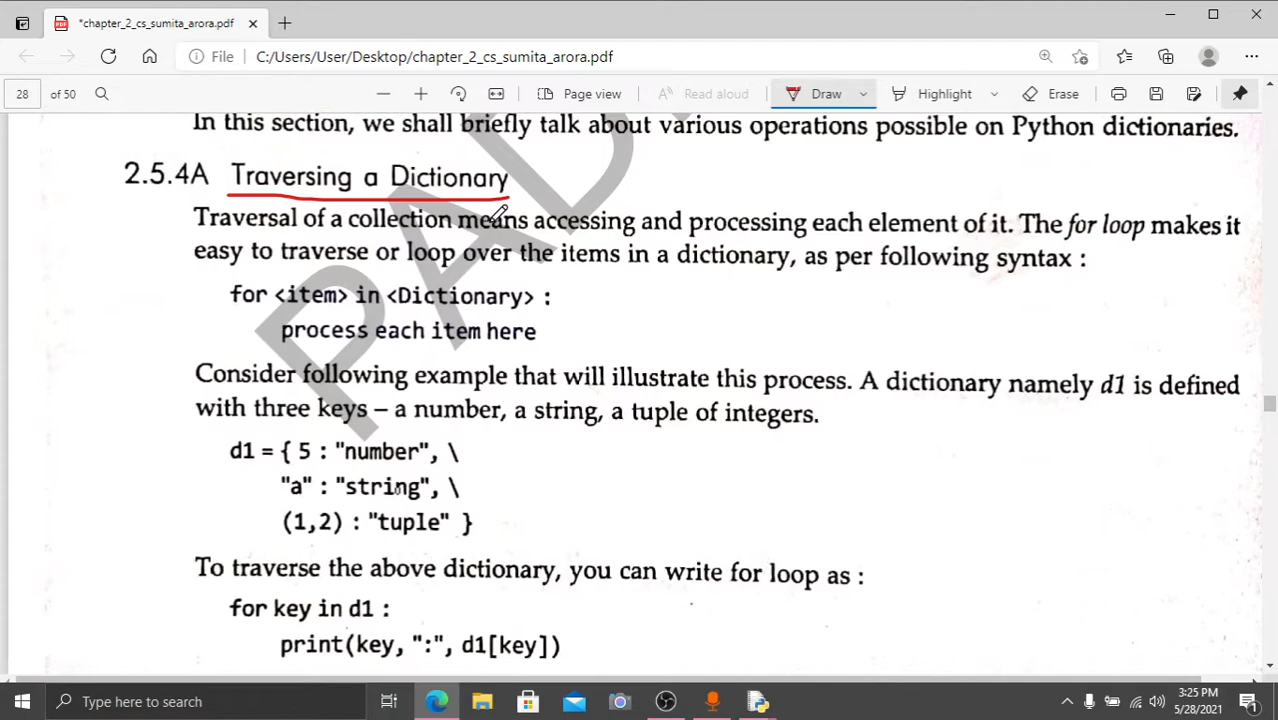 *chapter_2_cs_sumita_arora.pdf
File C:/Users/User/Desktop/chapter_2_cs_sumita_arora.pdf
28 of 50 Page view Read aloud Draw Highlight Erase
In this section, we shall briefly talk about various operations possible on Python dictionaries.
2.5.4A Traversing a Dictionary
Traversal of a collection means accessing and processing each element of it. The for loop makes it
easy to traverse or loop over the items in a dictionary, as per following syntax :
for <item> in <Dictionary> :
process each item here
Consider following example that will illustrate this process. A dictionary namely d1 is defined
with three keys – a number, a string, a tuple of integers.
d1 = { 5 : "number", \
"a" : "string", \
(1,2) : "tuple" }
To traverse the above dictionary, you can write for loop as :
for key in d1 :
print(key, ":", d1[key])
Type here to search
3:25 PM
5/28/2021